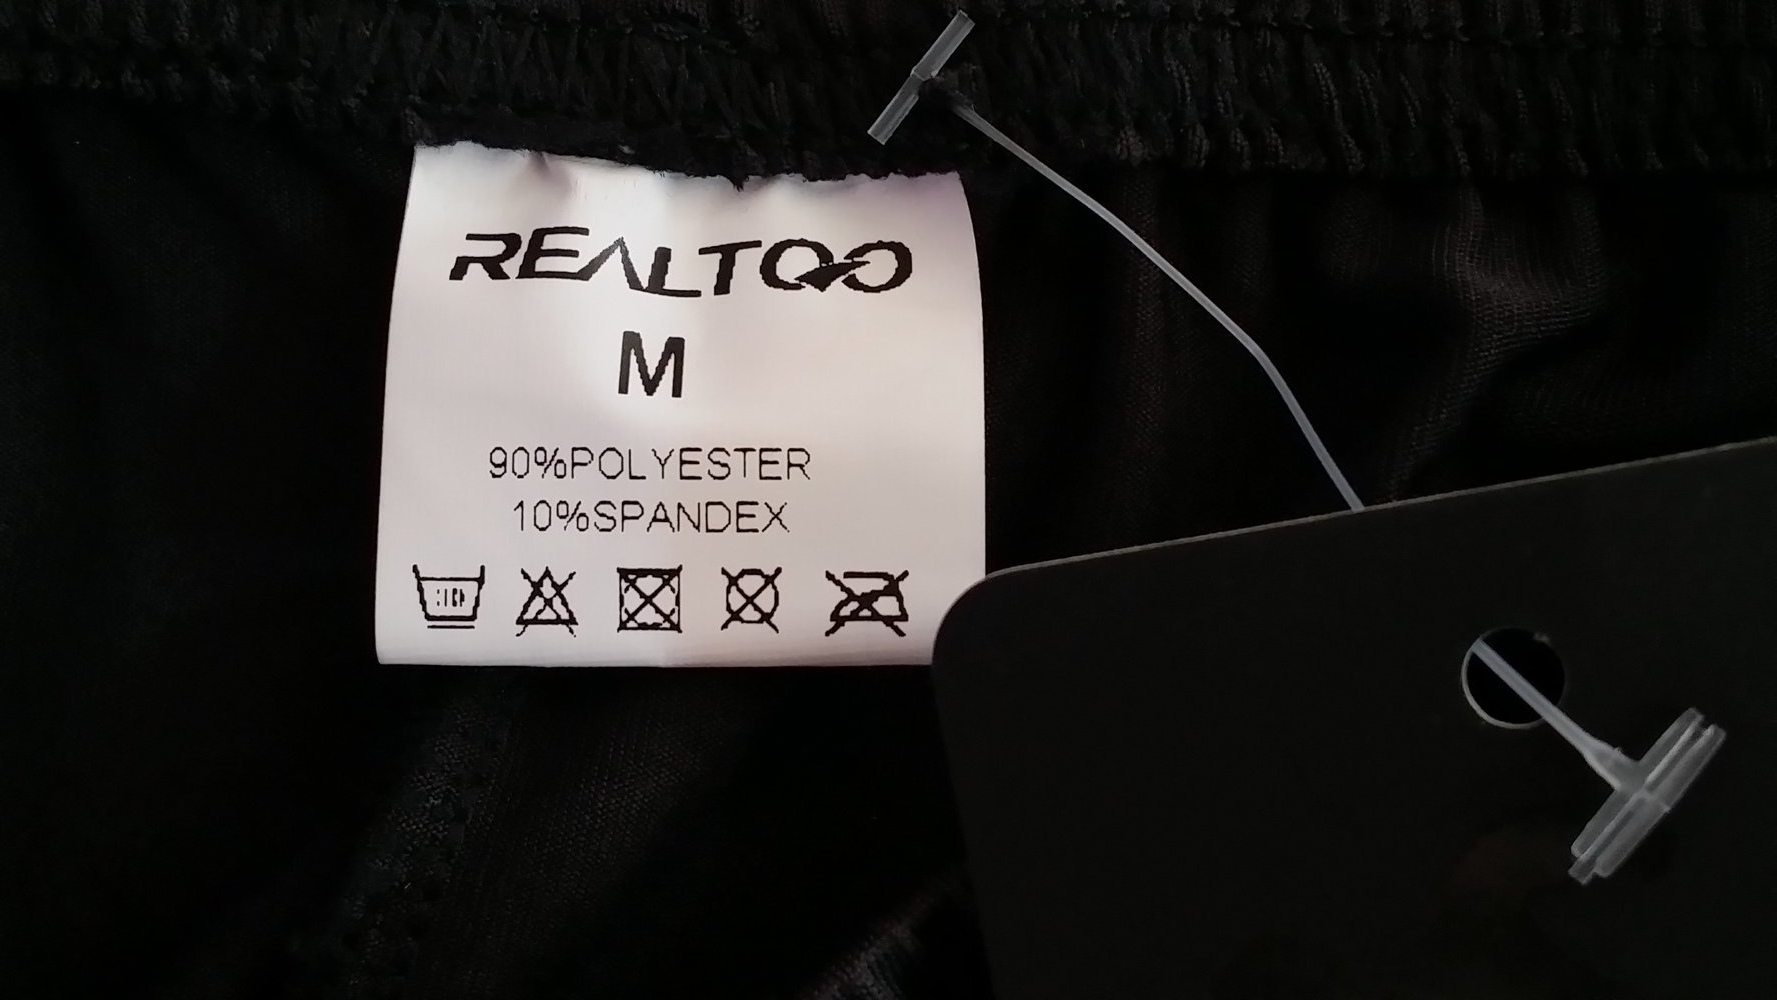 REALTOO
M
90%POLYESTER
10%SPANDEX